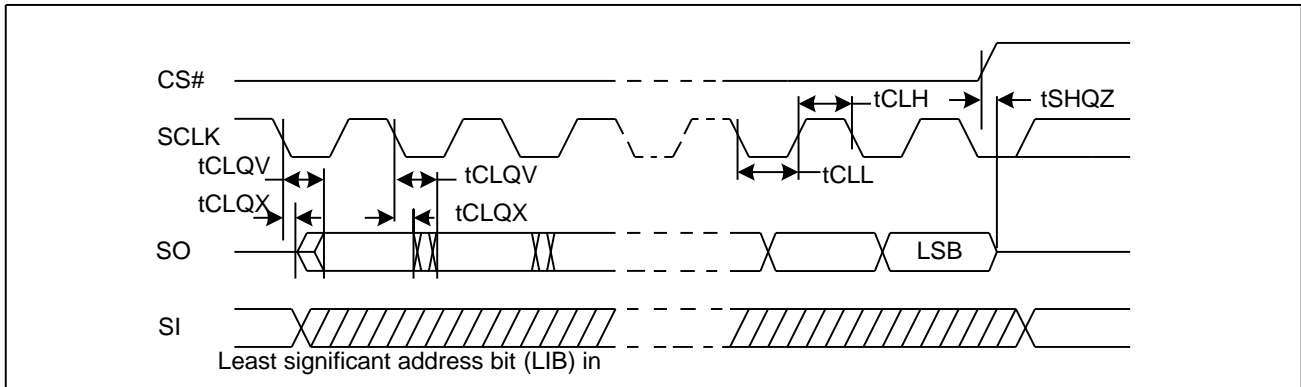 CS#
tCLH
tSHQZ
SCLK
tCLQV
tCLQV
tCLL
tCLQX
tCLQX
SO
LSB
SI
Least significant address bit (LIB) in